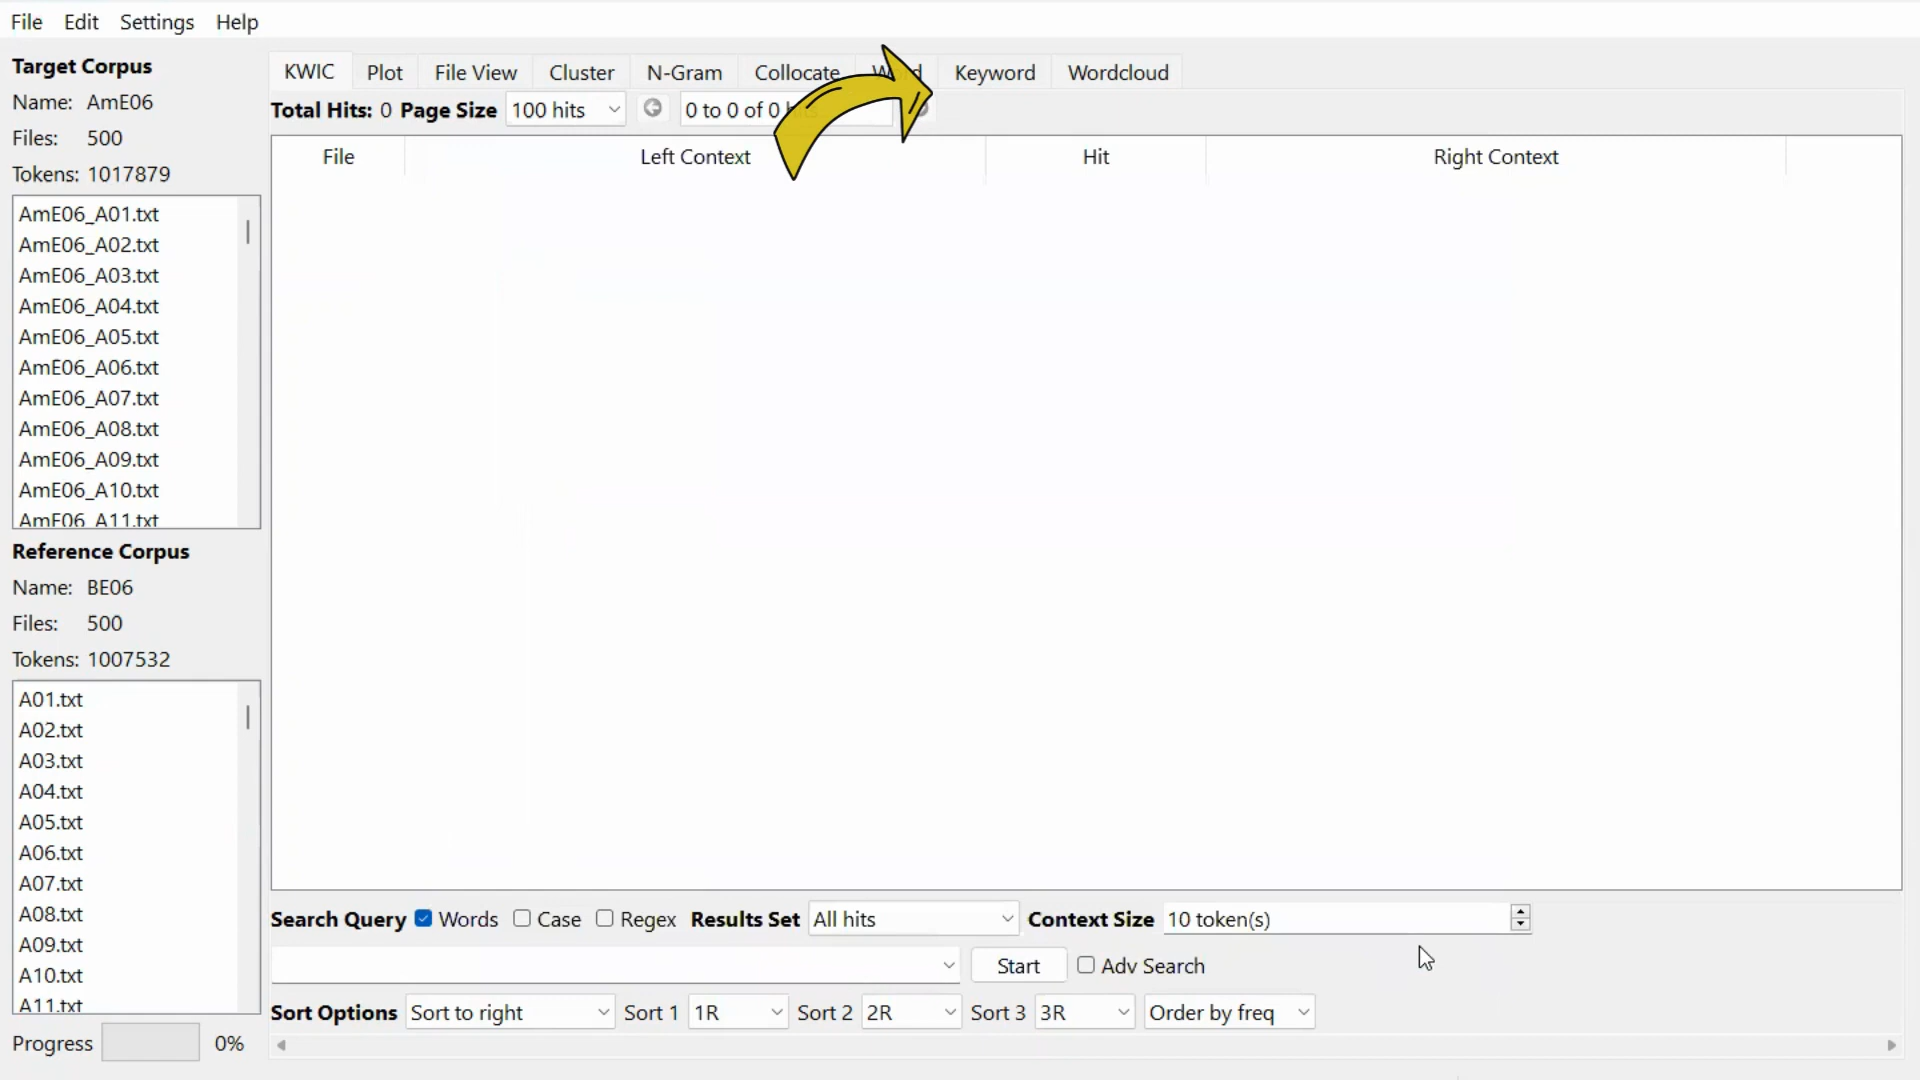 File Edit Settings Help
Target Corpus
Name: AmE06
Files: 500
Tokens: 1017879
AmE06_A01.txt
AmE06_A02.txt
AmE06_A03.txt
AmE06_A04.txt
AmE06_A05.txt
AmE06_A06.txt
AmE06_A07.txt
AmE06_A08.txt
AmE06_A09.txt
AmE06_A10.txt
AmE06_A11.txt
Reference Corpus
Name: BE06
Files: 500
Tokens: 1007532
A01.txt
A02.txt
A03.txt
A04.txt
A05.txt
A06.txt
A07.txt
A08.txt
A09.txt
A10.txt
A11.txt
Progress 0%
KWIC Plot File View Cluster N-Gram Collocate Word Keyword Wordcloud
Total Hits: 0 Page Size 100 hits 0 to 0 of 0 hits
File Left Context Hit Right Context
Search Query Words Case Regex Results Set All hits Context Size 10 token(s)
Start Adv Search
Sort Options Sort to right Sort 1 1R Sort 2 2R Sort 3 3R Order by freq